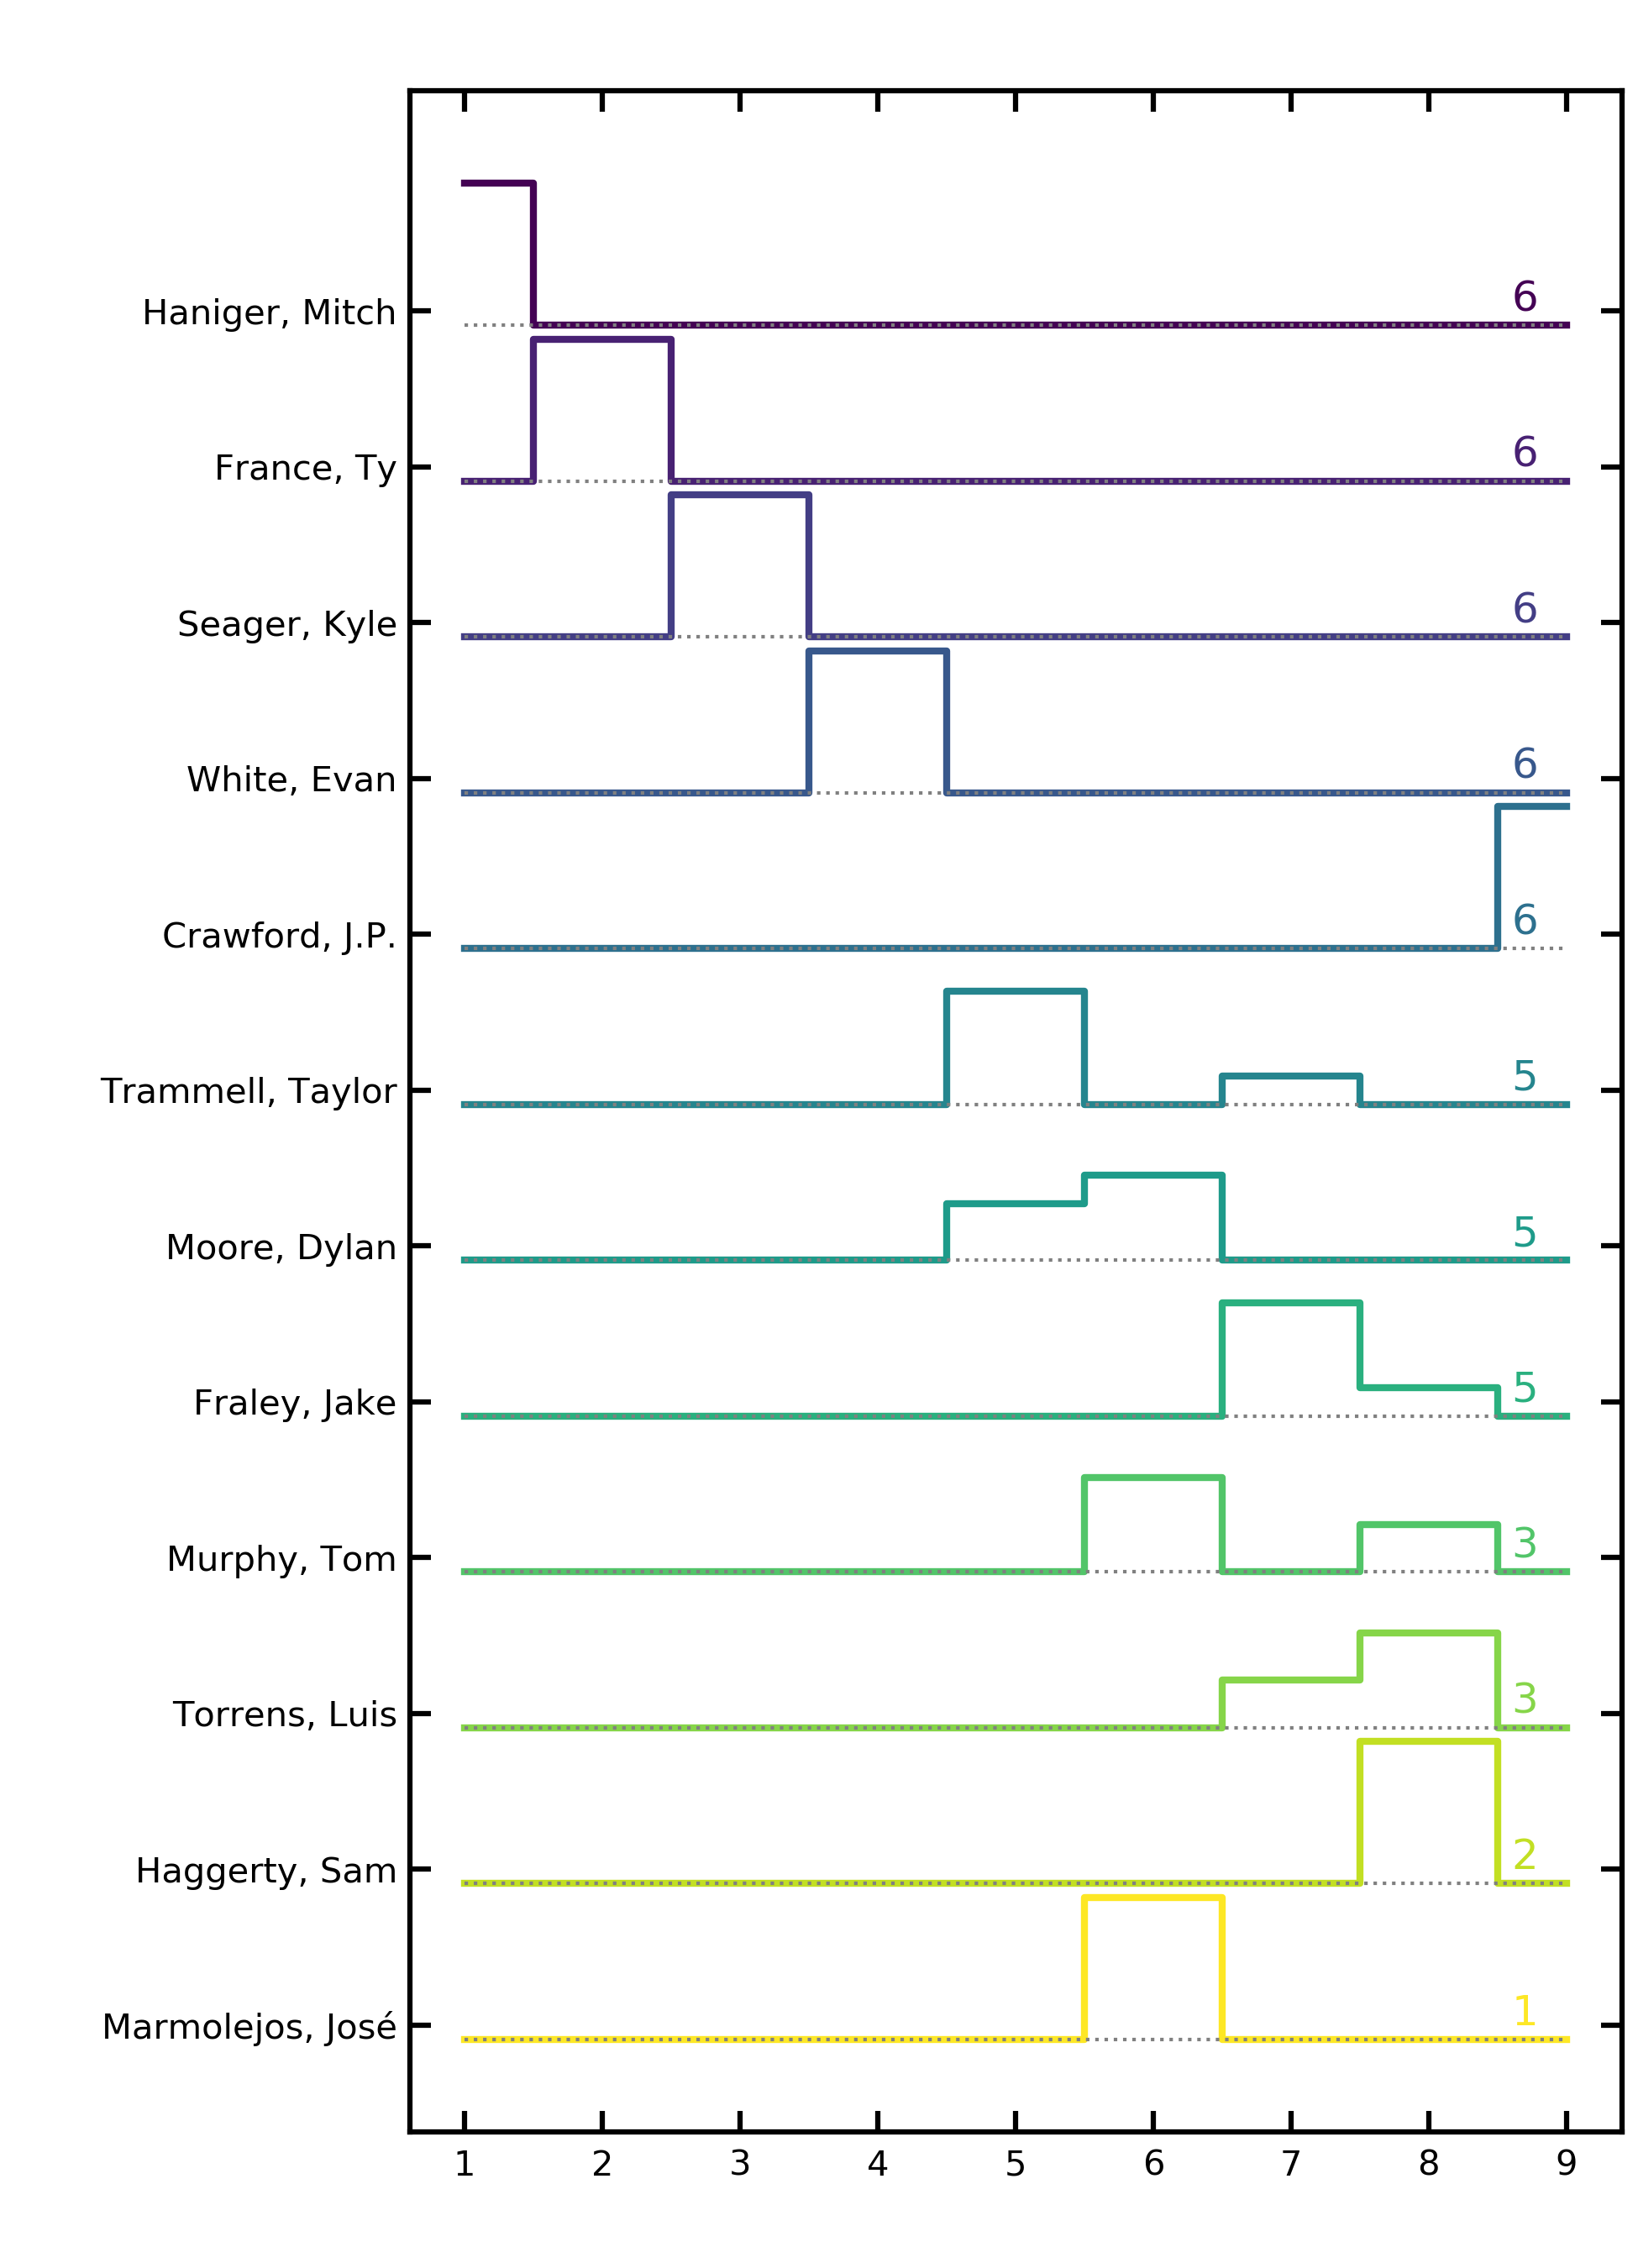 Haniger, Mitch 6
France, Ty 6
Seager, Kyle 6
White, Evan 6
Crawford, J.P. 6
Trammell, Taylor 5
Moore, Dylan 5
Fraley, Jake 5
Murphy, Tom 3
Torrens, Luis 3
Haggerty, Sam 2
Marmolejos, José 1
1 2 3 4 5 6 7 8 9